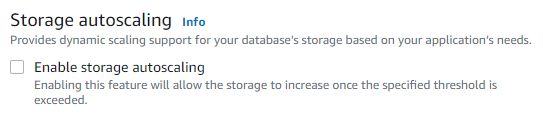 Storage autoscaling Info
Provides dynamic scaling support for your database's storage based on your application's needs.
Enable storage autoscaling
Enabling this feature will allow the storage to increase once the specified threshold is
exceeded.